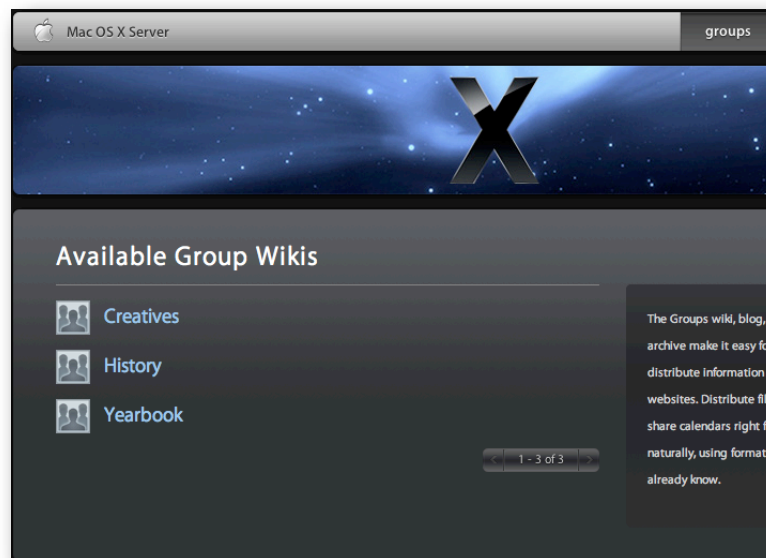 Mac OS X Server
groups
X
Available Group Wikis
Creatives
History
Yearbook
1 - 3 of 3
The Groups wiki, blog,
archive make it easy fo
distribute information
websites. Distribute fil
share calendars right f
naturally, using format
already know.